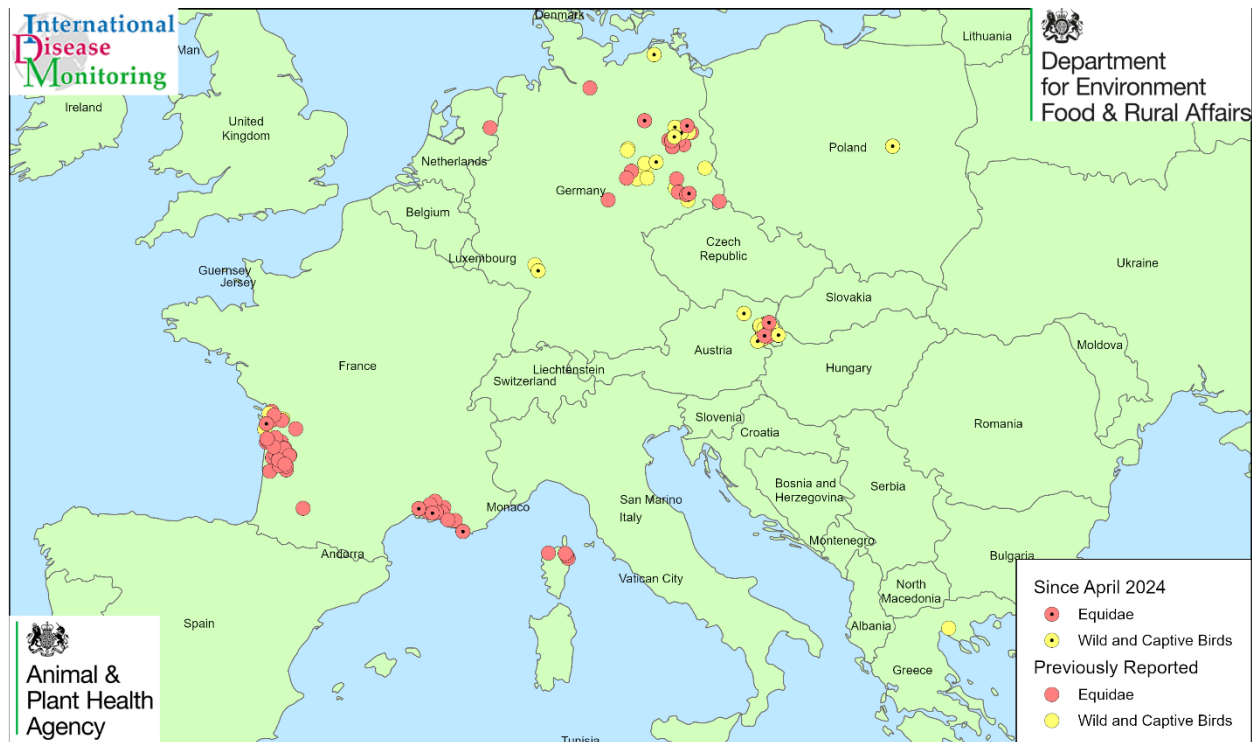 International
Disease
Monitoring
Department
for Environment
Food & Rural Affairs
Denmark
Lithuania
Man
Ireland
United
Kingdom
Netherlands
Poland
Germany
Belgium
Luxembourg
Czech
Republic
Ukraine
Guernsey
Jersey
Slovakia
France
Austria
Moldova
Liechtenstein
Switzerland
Hungary
Slovenia
Croatia
Romania
Bosnia and
Herzegovina
Serbia
Monaco
San Marino
Italy
Montenegro
Andorra
Bulgaria
Vatican City
North
Macedonia
Spain
Albania
Greece
Tunisia
Animal &
Plant Health
Agency
Since April 2024
Equidae
Wild and Captive Birds
Previously Reported
Equidae
Wild and Captive Birds